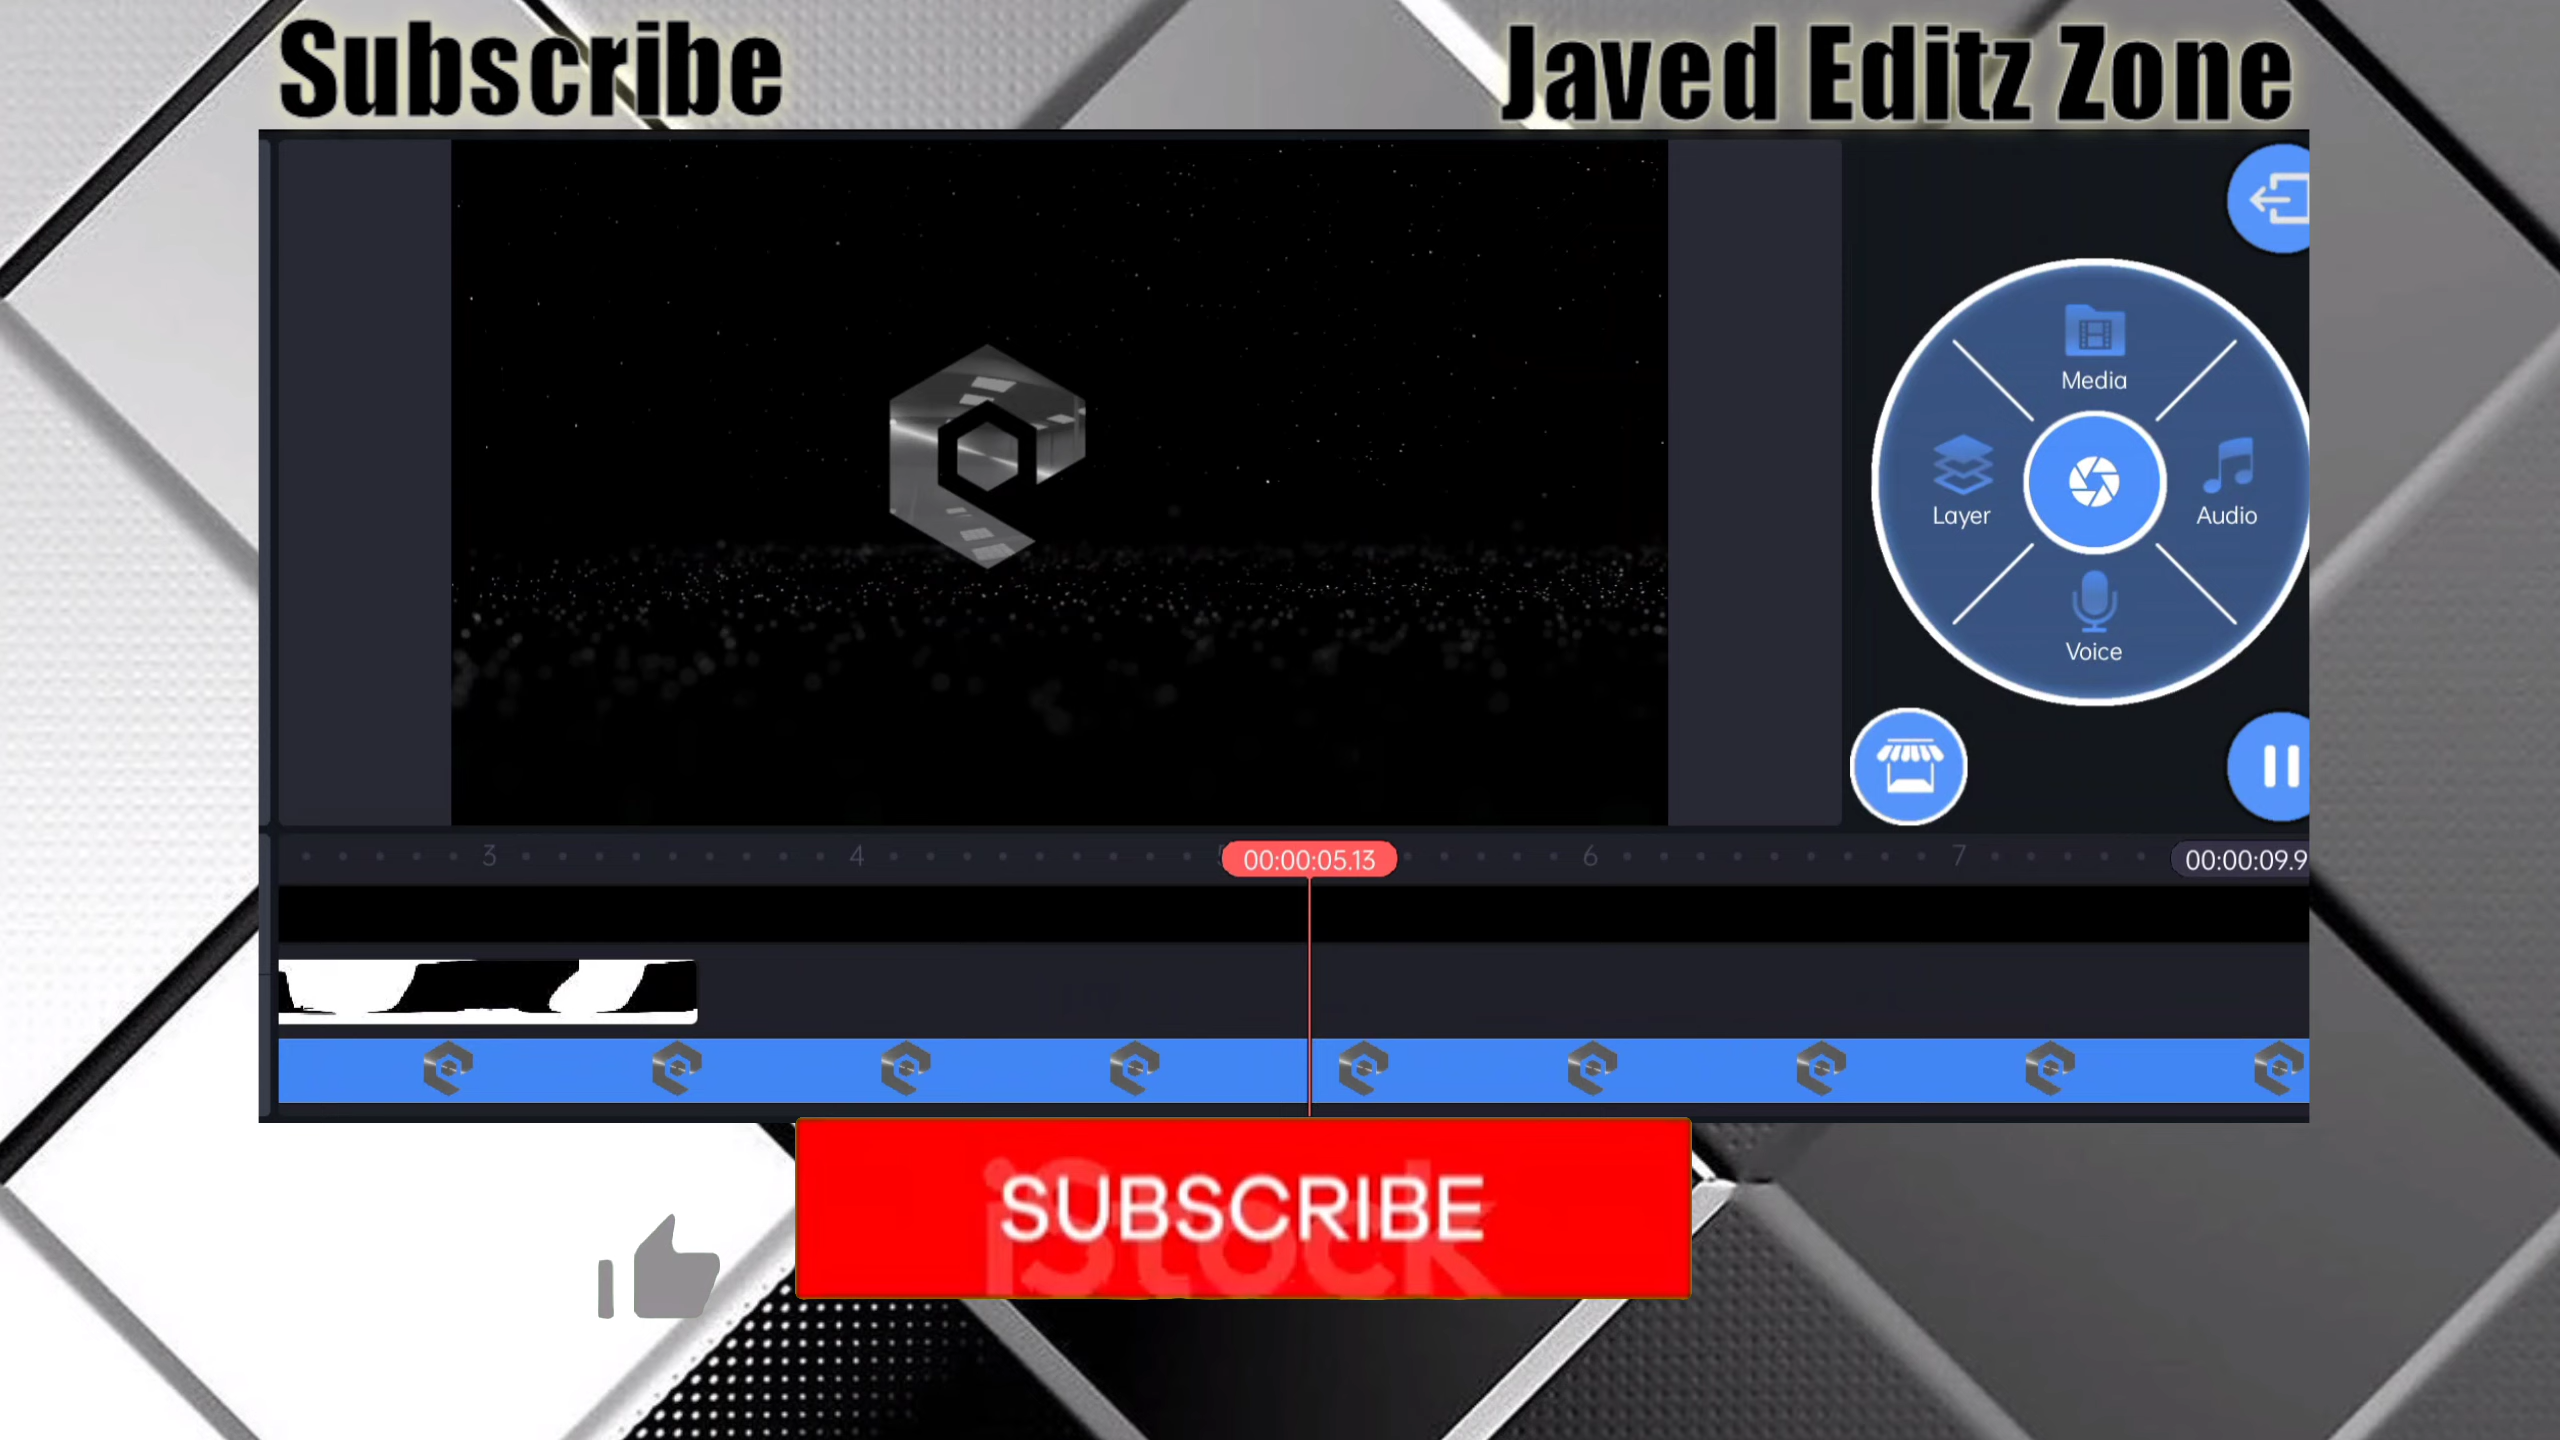 Subscribe
Javed Editz Zone
Media
Layer
Audio
Voice
3
4
00:00:05.13
6
7
00:00:09.9
SUBSCRIBE
iStock